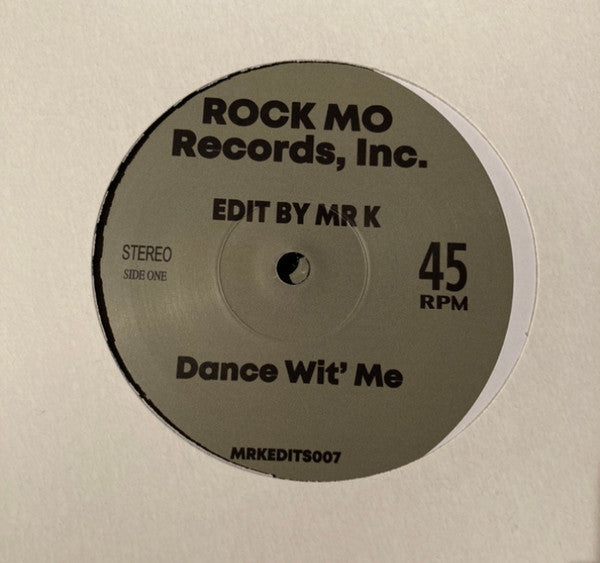 ROCK MO
Records, Inc.
EDIT BY MR K
STEREO
SIDE ONE
45
RPM
Dance Wit' Me
MRKEDITS007